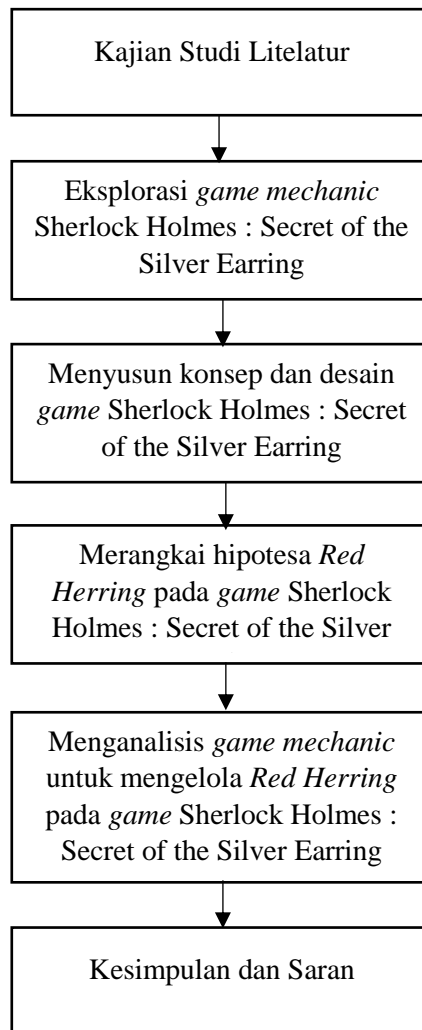 Kajian Studi Litelatur
Eksplorasi game mechanic
Sherlock Holmes : Secret of the
Silver Earring
Menyusun konsep dan desain
game Sherlock Holmes : Secret
of the Silver Earring
Merangkai hipotesa Red
Herring pada game Sherlock
Holmes : Secret of the Silver
Menganalisis game mechanic
untuk mengelola Red Herring
pada game Sherlock Holmes :
Secret of the Silver Earring
Kesimpulan dan Saran